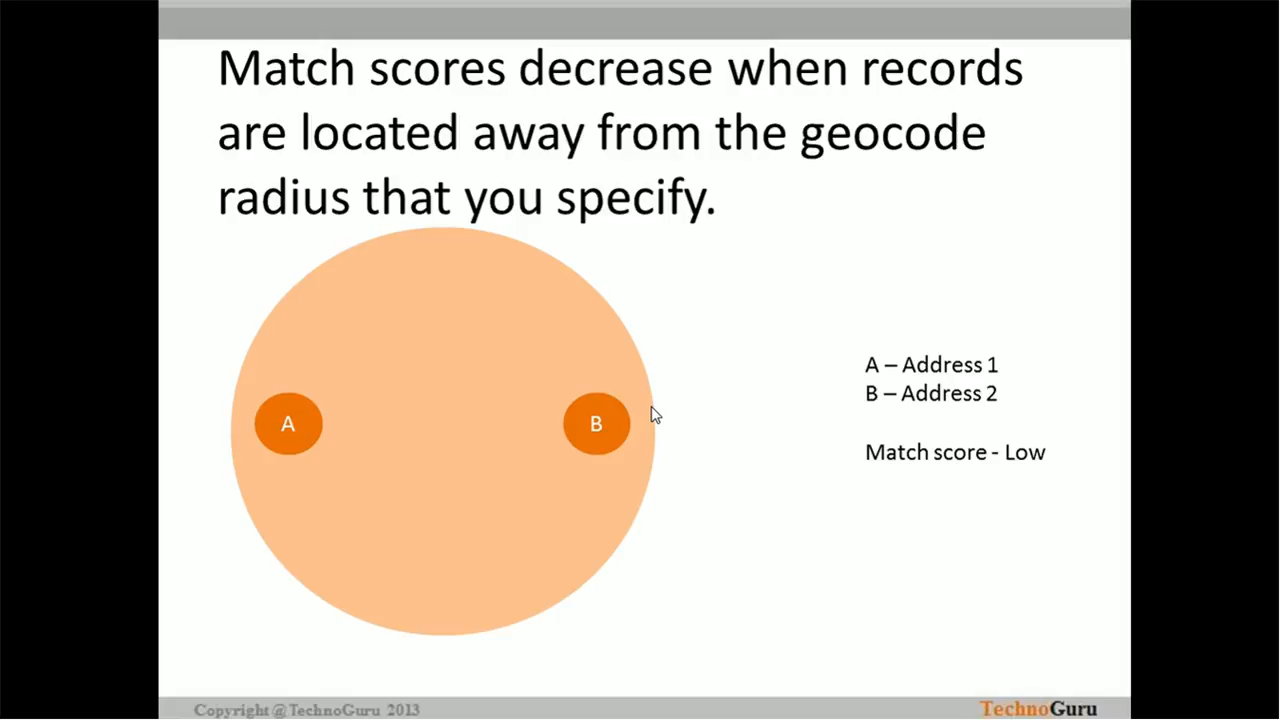 Match scores decrease when records
are located away from the geocode
radius that you specify.
A
B
A – Address 1
B – Address 2
Match score - Low
Copyright @TechnoGuru 2013
TechnoGuru